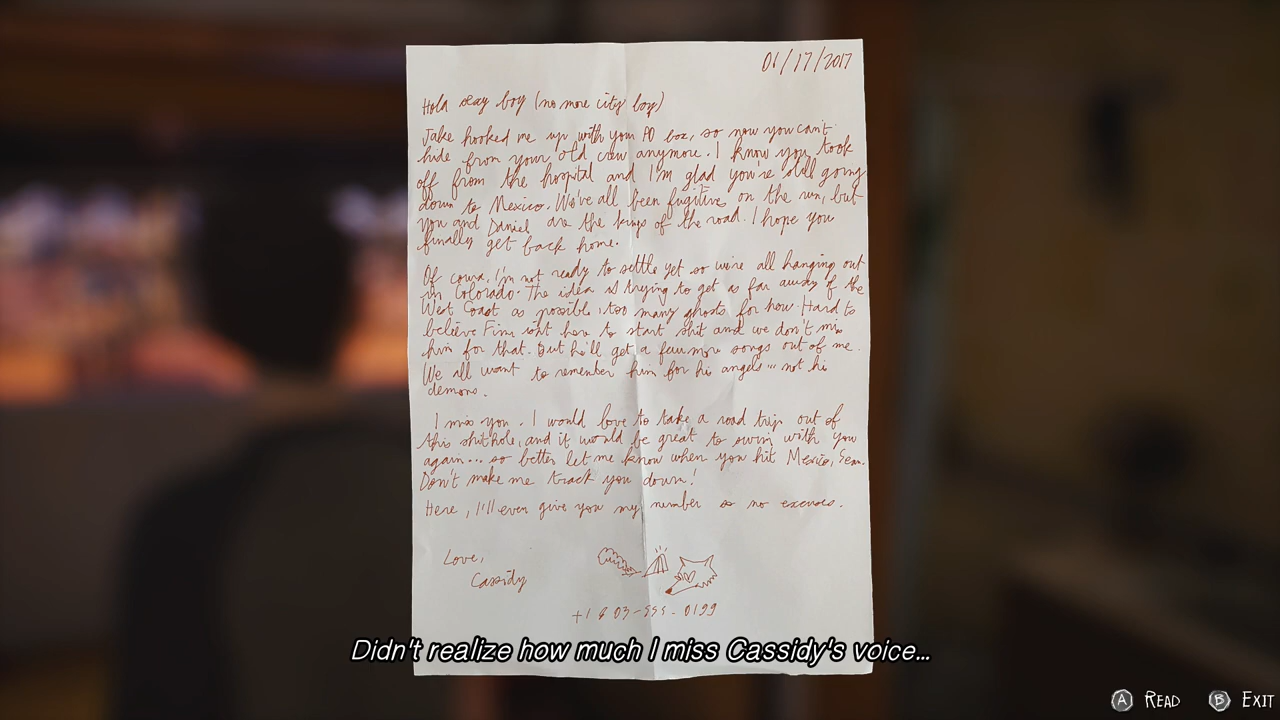 06/17/2017
Hola sexy boy (no more city boy)
Jake hooked me up with your PO box, so now you can't
hide from your old crew anymore. I know you took
off from the hospital and I'm glad you're still going
down to Mexico. We've all been fugitive on the run, but
you and Daniel are the kings of the road. I hope you
finally get back home.
Of course, I'm not ready to settle yet so we're all hanging out
in Colorado. The idea is trying to get as far away of the
West Coast as possible, too many ghosts for now. Hard to
believe Finn isnt here to start shit and we don't miss
him for that. But he'll get a few more songs out of me.
We all want to remember him for his angels... not his
demons.
I miss you. I would love to take a road trip out of
this shithole, and it would be great to swim with you
again... so better let me know when you hit Mexico, Sean.
Don't make me track you down!
Here, I'll even give you my number so no excuses.
Love,
Cassidy
+1 803-555-0199
Didn't realize how much I miss Cassidy's voice...
A READ B EXIT